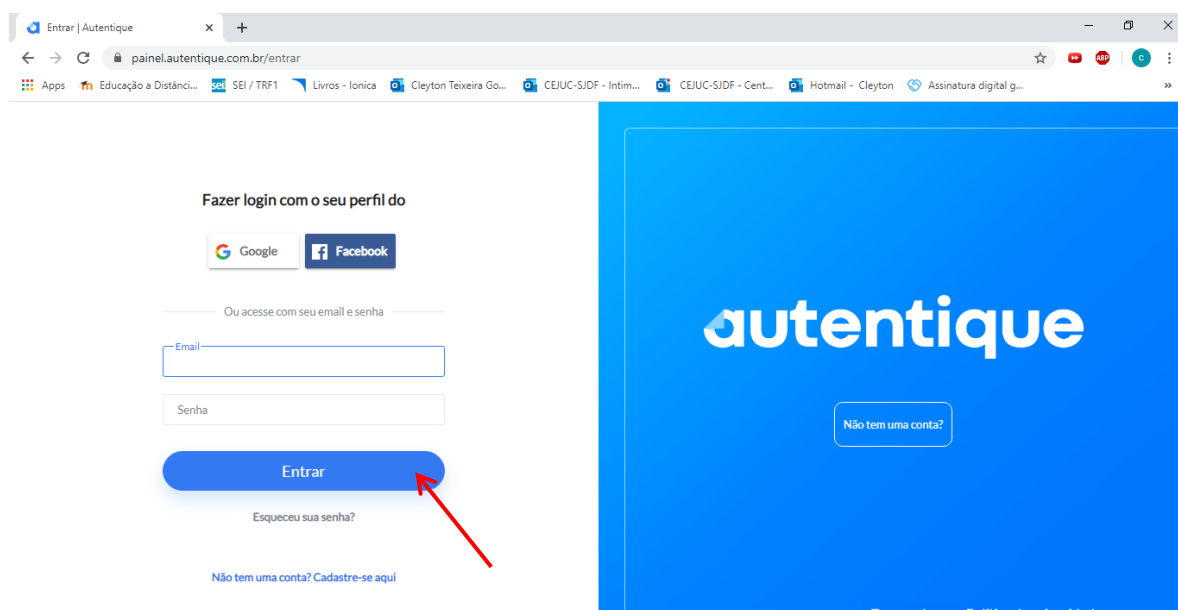 Entrar | Autentique
painel.autentique.com.br/entrar
ABP
C
Apps Educação a Distânci... sei SEI / TRF1 Livros - Ionica Cleyton Teixeira Go... CEJUC-SJDF - Intim... CEJUC-SJDF - Cent... Hotmail - Cleyton Assinatura digital g...
Fazer login com o seu perfil do
Google Facebook
Ou acesse com seu email e senha
Email
Senha
Entrar
Esqueceu sua senha?
Não tem uma conta? Cadastre-se aqui
autentique
Não tem uma conta?